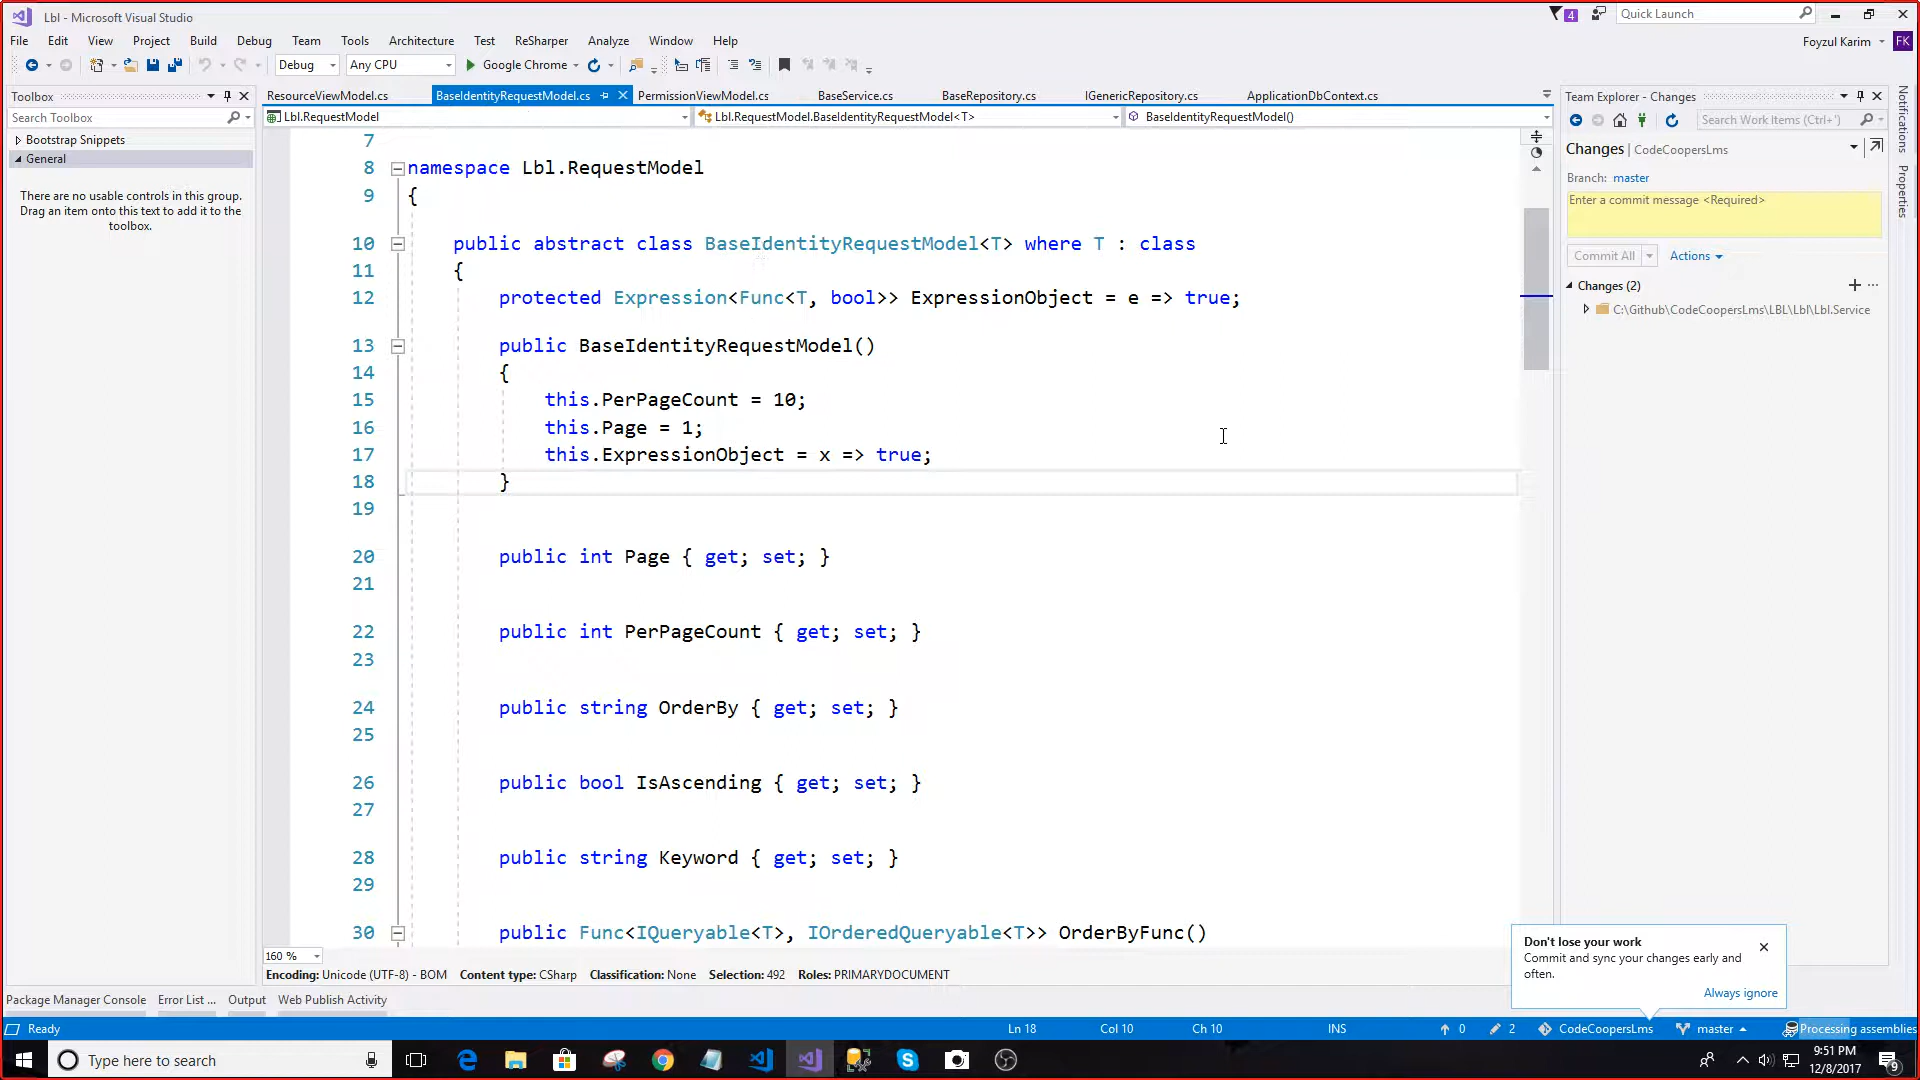 Lbl - Microsoft Visual Studio
4
Quick Launch
File Edit View Project Build Debug Team Tools Architecture Test ReSharper Analyze Window Help
Foyzul Karim FK
Debug Any CPU Google Chrome
Toolbox
Search Toolbox
Bootstrap Snippets
General
There are no usable controls in this group.
Drag an item onto this text to add it to the
toolbox.
ResourceViewModel.cs BaseIdentityRequestModel.cs PermissionViewModel.cs BaseService.cs BaseRepository.cs IGenericRepository.cs ApplicationDbContext.cs
Lbl.RequestModel Lbl.RequestModel.BaseIdentityRequestModel<T> BaseIdentityRequestModel()
7
8 namespace Lbl.RequestModel
9 {
10 public abstract class BaseIdentityRequestModel<T> where T : class
11 {
12 protected Expression<Func<T, bool>> ExpressionObject = e => true;
13 public BaseIdentityRequestModel()
14 {
15 this.PerPageCount = 10;
16 this.Page = 1;
17 this.ExpressionObject = x => true;
18 }
19
20 public int Page { get; set; }
21
22 public int PerPageCount { get; set; }
23
24 public string OrderBy { get; set; }
25
26 public bool IsAscending { get; set; }
27
28 public string Keyword { get; set; }
29
30 public Func<IQueryable<T>, IOrderedQueryable<T>> OrderByFunc()
160 %
Encoding: Unicode (UTF-8) - BOM Content type: CSharp Classification: None Selection: 492 Roles: PRIMARYDOCUMENT
Team Explorer - Changes
Search Work Items (Ctrl+')
Changes | CodeCoopersLms
Branch: master
Enter a commit message <Required>
Commit All Actions
Changes (2)
C:\Github\CodeCoopersLms\LBL\Lbl\Lbl.Service
Notifications
Properties
Don't lose your work
Commit and sync your changes early and
often.
Always ignore
Package Manager Console Error List ... Output Web Publish Activity
Ready Ln 18 Col 10 Ch 10 INS 0 2 CodeCoopersLms master Processing assemblies
Type here to search
9:51 PM
12/8/2017
9